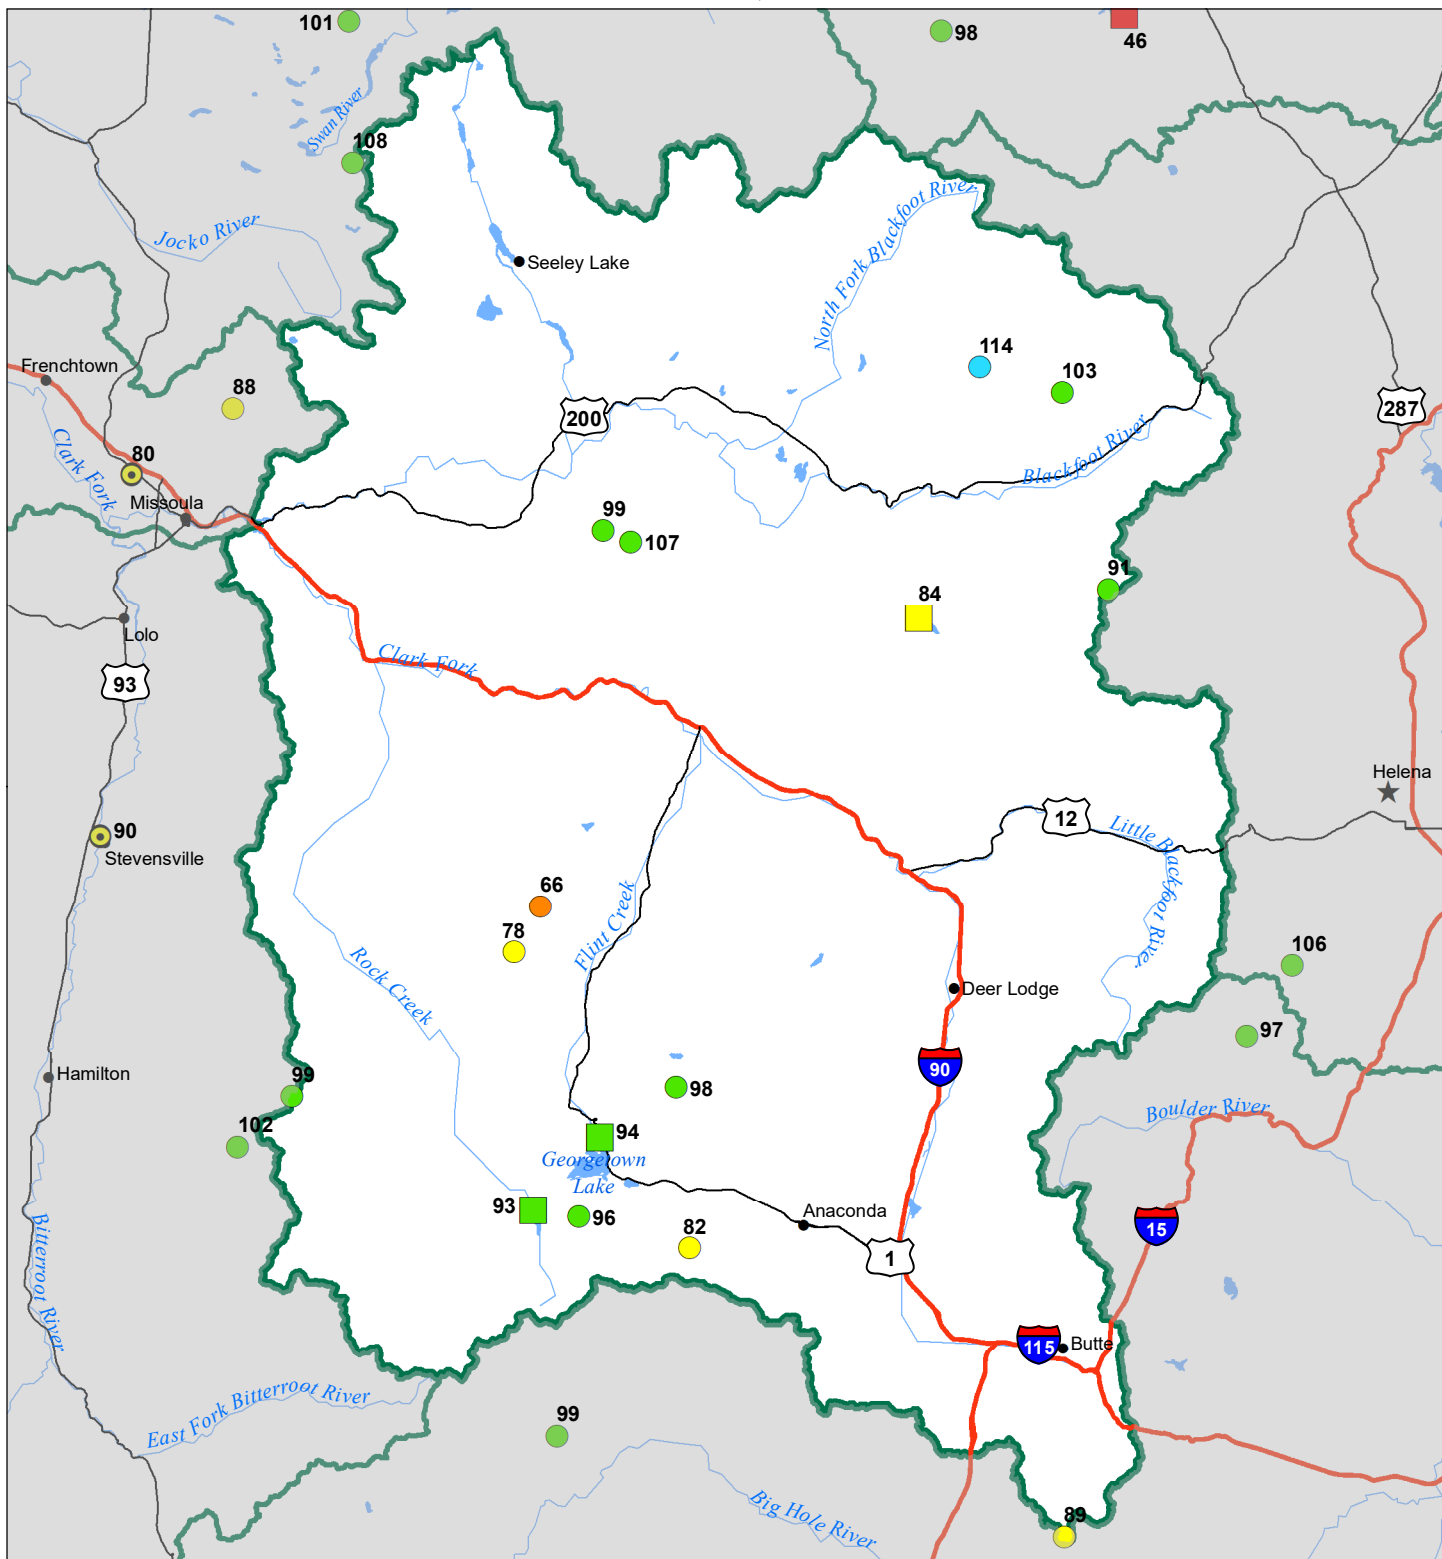 101
98
46
Swan River
108
Jocko River
North Fork Blackfoot River
Seeley Lake
114
103
Frenchtown
88
200
287
Clark Fork
80
Missoula
Blackfoot River
99
107
91
84
Lolo
93
Clark Fork
Helena
12
Little Blackfoot River
90
Stevensville
66
78
Flint Creek
Rock Creek
106
Deer Lodge
97
90
Hamilton
99
98
102
Boulder River
94
Georgetown
Lake
93
96
82
Anaconda
1
15
Bitterroot River
115
Butte
East Fork Bitterroot River
99
Big Hole River
89